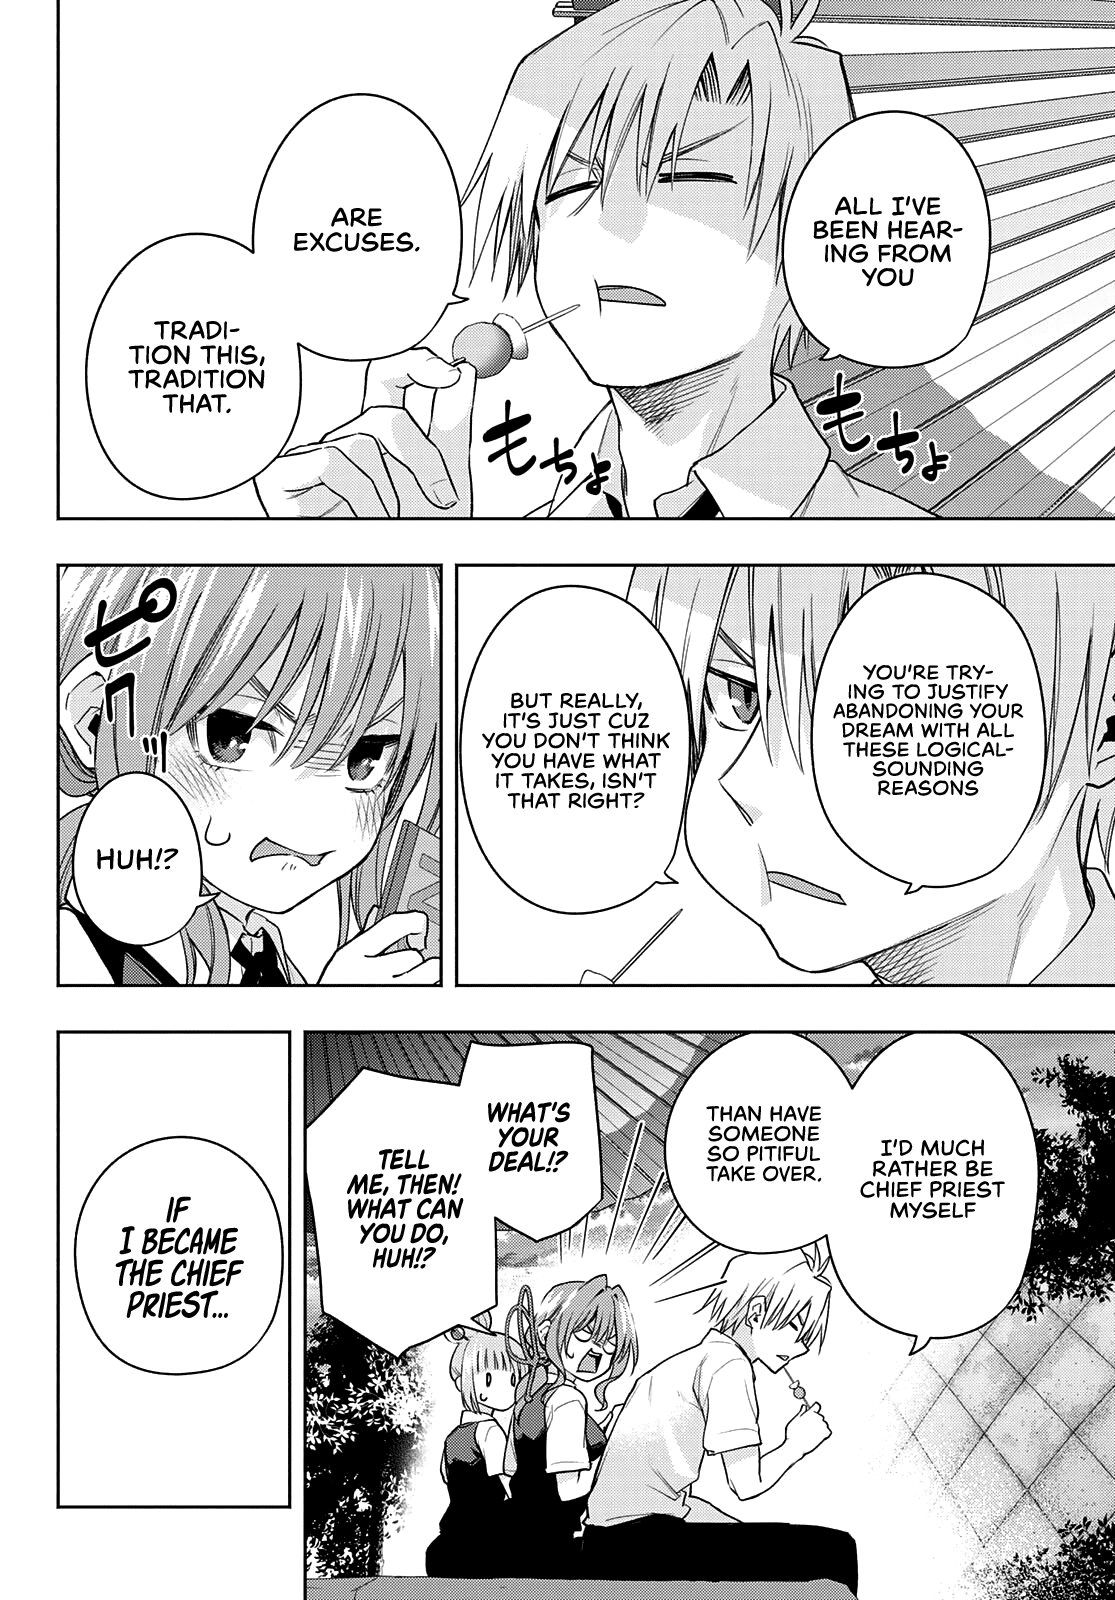 ALL I'VE
BEEN HEAR-
ING FROM
YOU
ARE
EXCUSES.
TRADI-
TION THIS,
TRADITION
THAT.
もちょ
もちょ
YOU'RE TRY-
ING TO JUSTIFY
ABANDONING YOUR
DREAM WITH ALL
THESE LOGICAL-
SOUNDING
REASONS
BUT REALLY,
IT'S JUST CUZ
YOU DON'T THINK
YOU HAVE WHAT
IT TAKES, ISN'T
THAT RIGHT?
ピクッ
HUH!?
I'D MUCH
RATHER BE
CHIEF PRIEST
MYSELF
THAN HAVE
SOMEONE
SO PITIFUL
TAKE OVER.
WHAT'S
YOUR
DEAL!?
TELL
ME, THEN!
WHAT CAN
YOU DO,
HUH!?
IF
I BECAME
THE CHIEF
PRIEST...